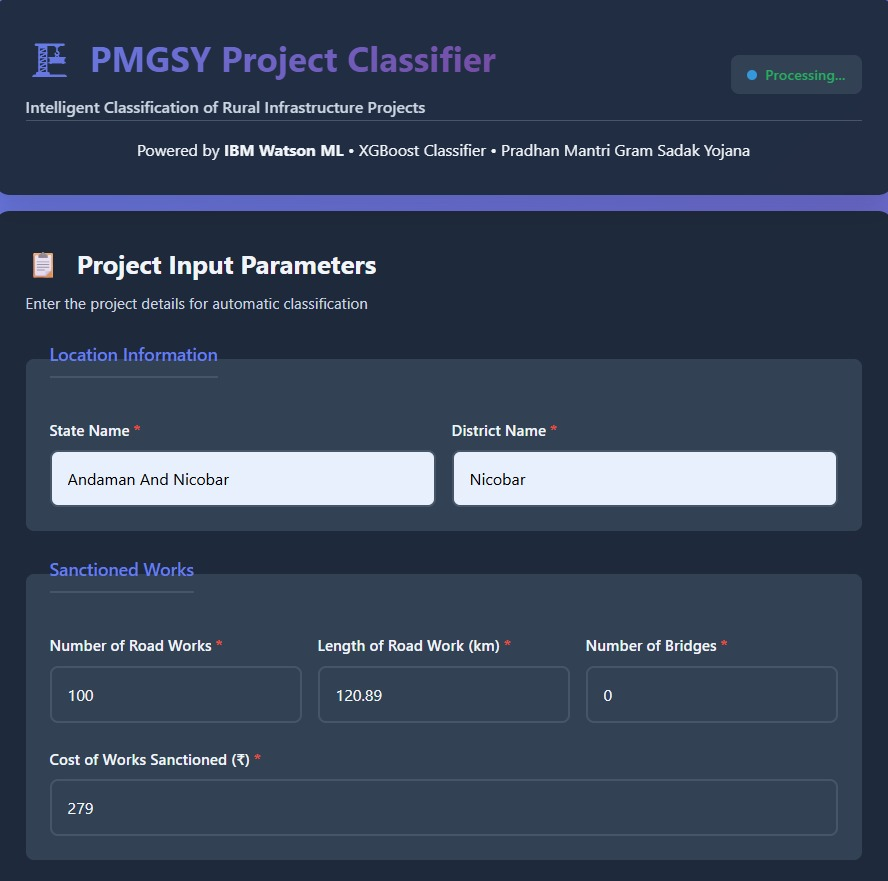 PMGSY Project Classifier
Processing...
Intelligent Classification of Rural Infrastructure Projects
Powered by IBM Watson ML • XGBoost Classifier • Pradhan Mantri Gram Sadak Yojana
Project Input Parameters
Enter the project details for automatic classification
Location Information
State Name * District Name *
Andaman And Nicobar Nicobar
Sanctioned Works
Number of Road Works * Length of Road Work (km) * Number of Bridges *
100 120.89 0
Cost of Works Sanctioned (₹) *
279